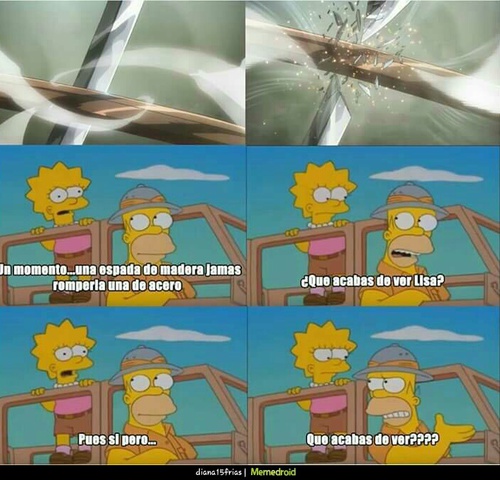 Un momento...una espada de madera jamas
romperia una de acero
¿Que acabas de ver Lisa?
Pues si pero...
Que acabas de ver????
diana15frias | Memedroid